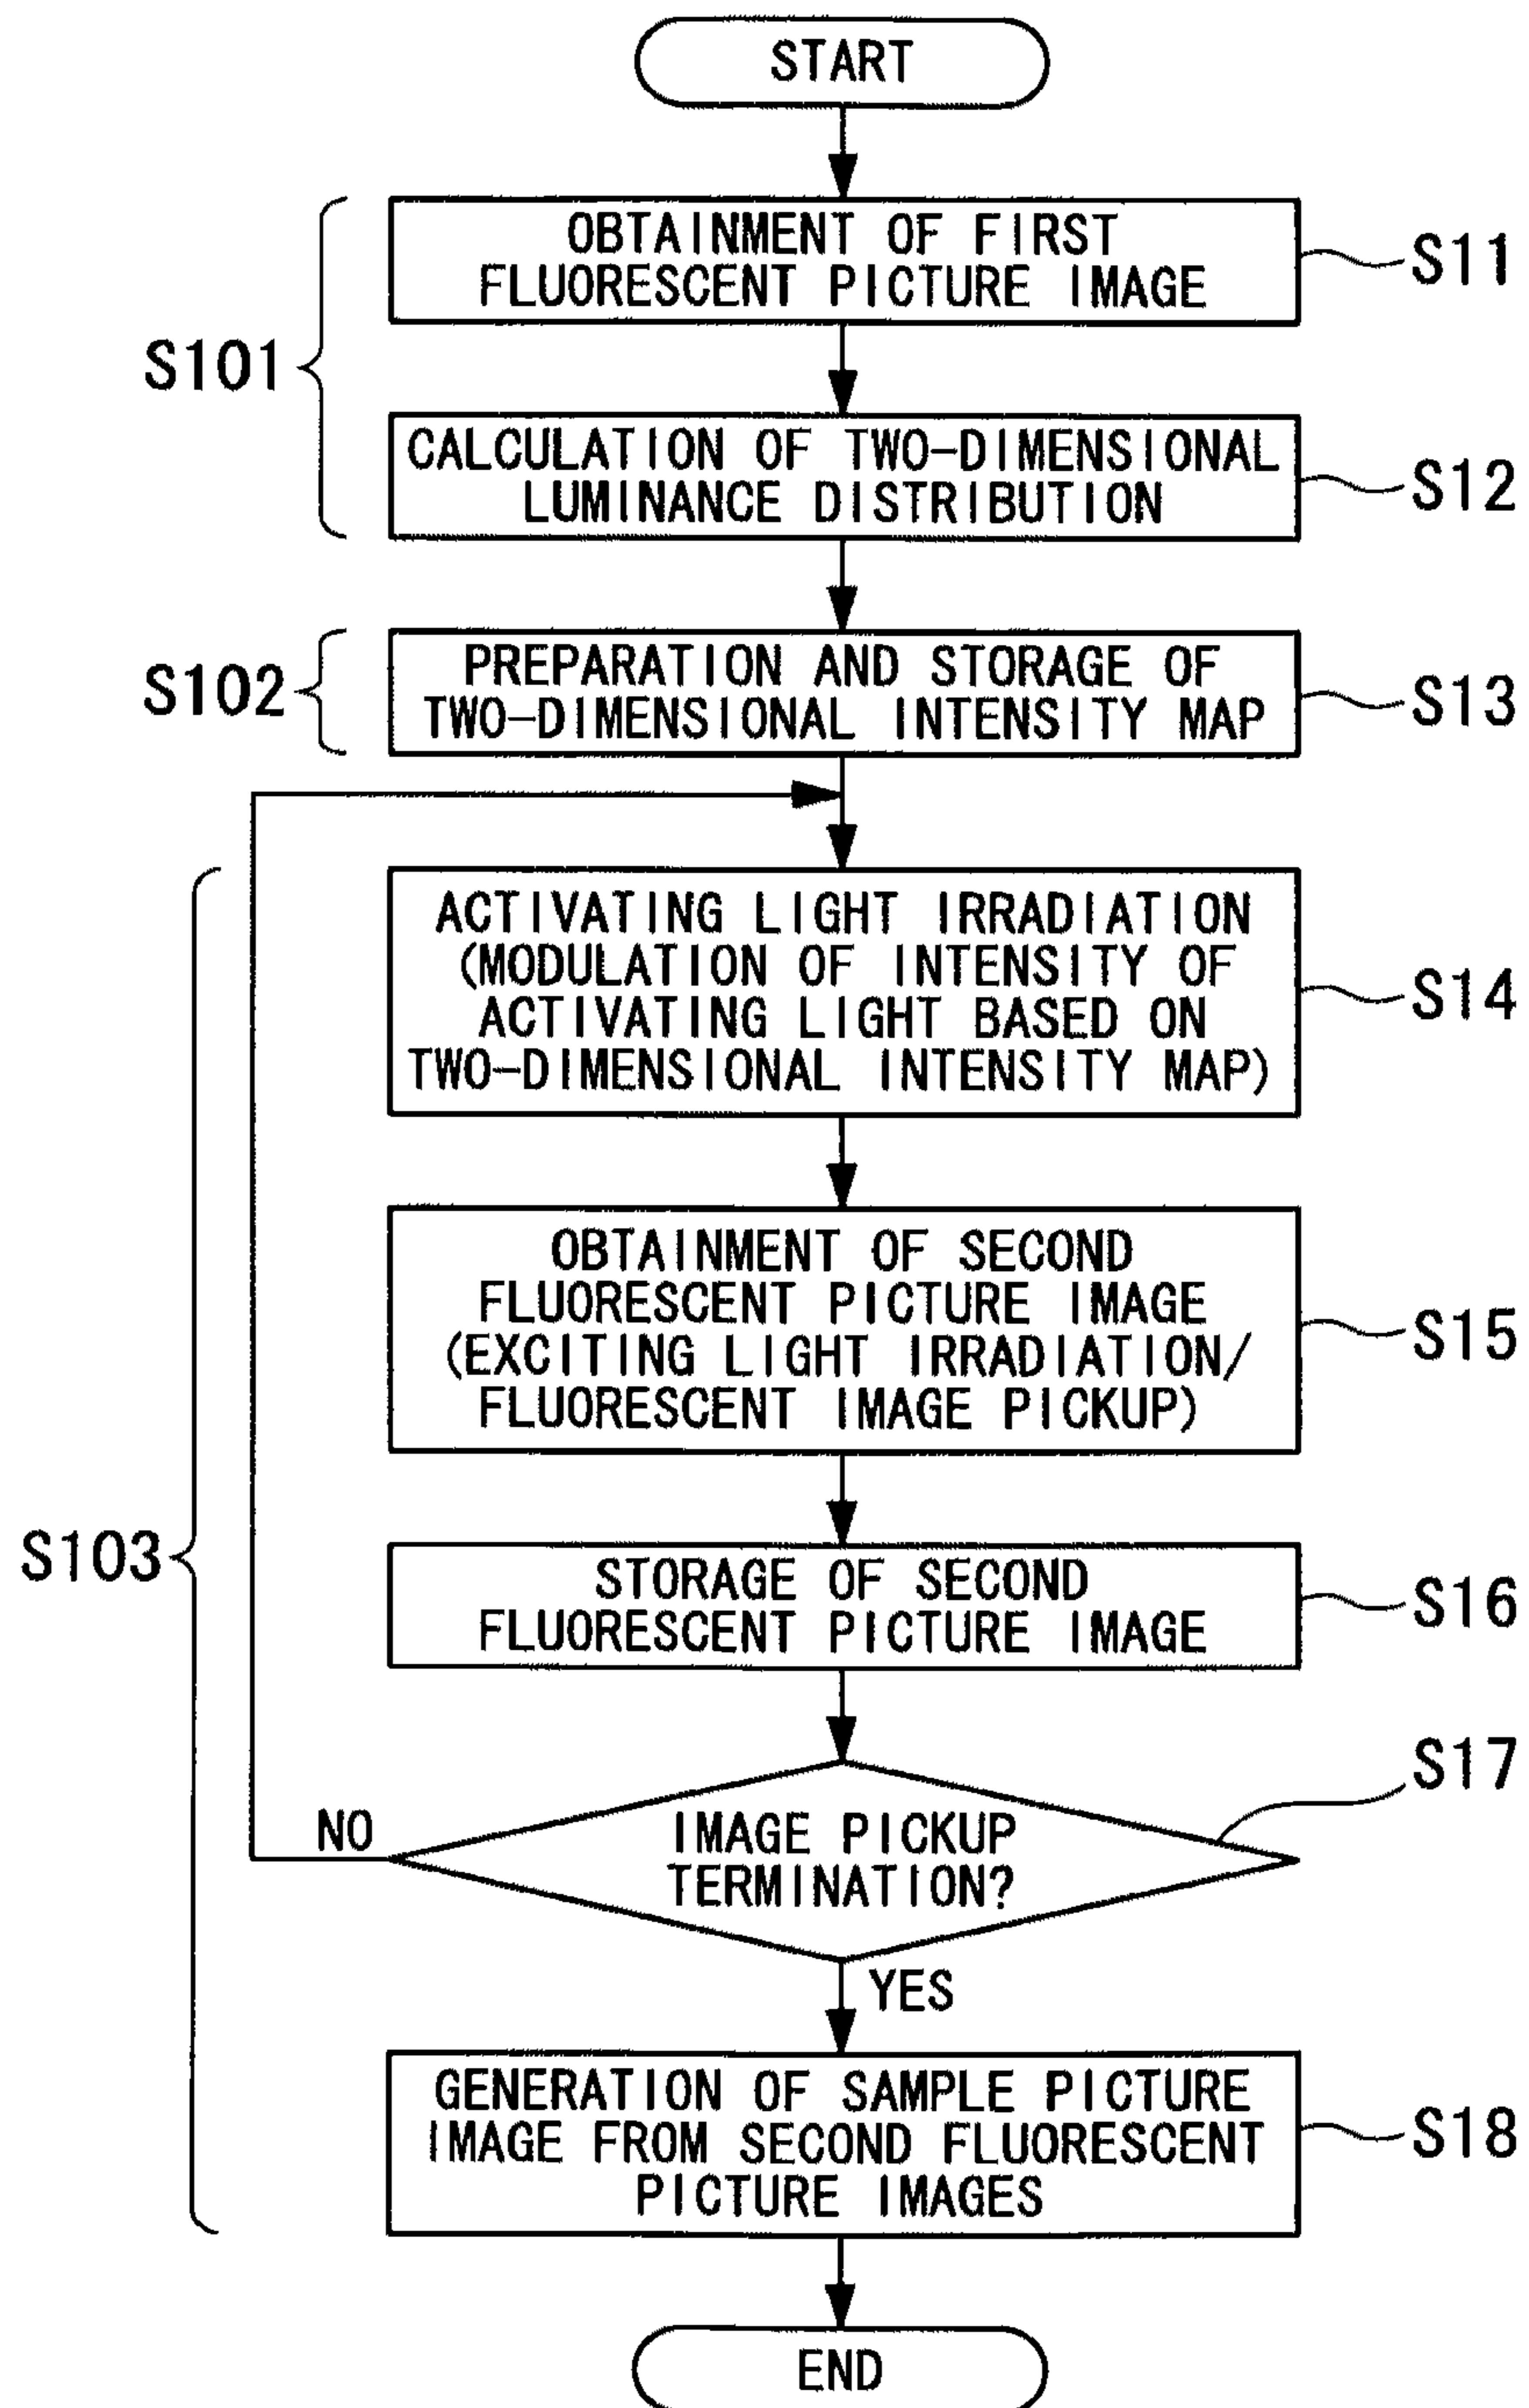 START
OBTAINMENT OF FIRST
FLUORESCENT PICTURE IMAGE
S11
S101
CALCULATION OF TWO-DIMENSIONAL
LUMINANCE DISTRIBUTION
S12
PREPARATION AND STORAGE OF
TWO-DIMENSIONAL INTENSITY MAP
S13
S102
ACTIVATING LIGHT IRRADIATION
(MODULATION OF INTENSITY OF
ACTIVATING LIGHT BASED ON
TWO-DIMENSIONAL INTENSITY MAP)
S14
OBTAINMENT OF SECOND
FLUORESCENT PICTURE IMAGE
(EXCITING LIGHT IRRADIATION/
FLUORESCENT IMAGE PICKUP)
S15
S103
STORAGE OF SECOND
FLUORESCENT PICTURE IMAGE
S16
S17
NO
IMAGE PICKUP
TERMINATION?
YES
GENERATION OF SAMPLE PICTURE
IMAGE FROM SECOND FLUORESCENT
PICTURE IMAGES
S18
END